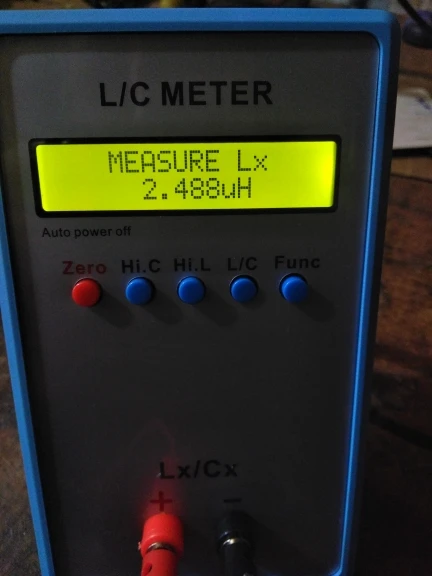 L/C METER
MEASURE Lx
2.488uH
Auto power off
Zero Hi.C Hi.L L/C Func
Lx/Cx
+ −